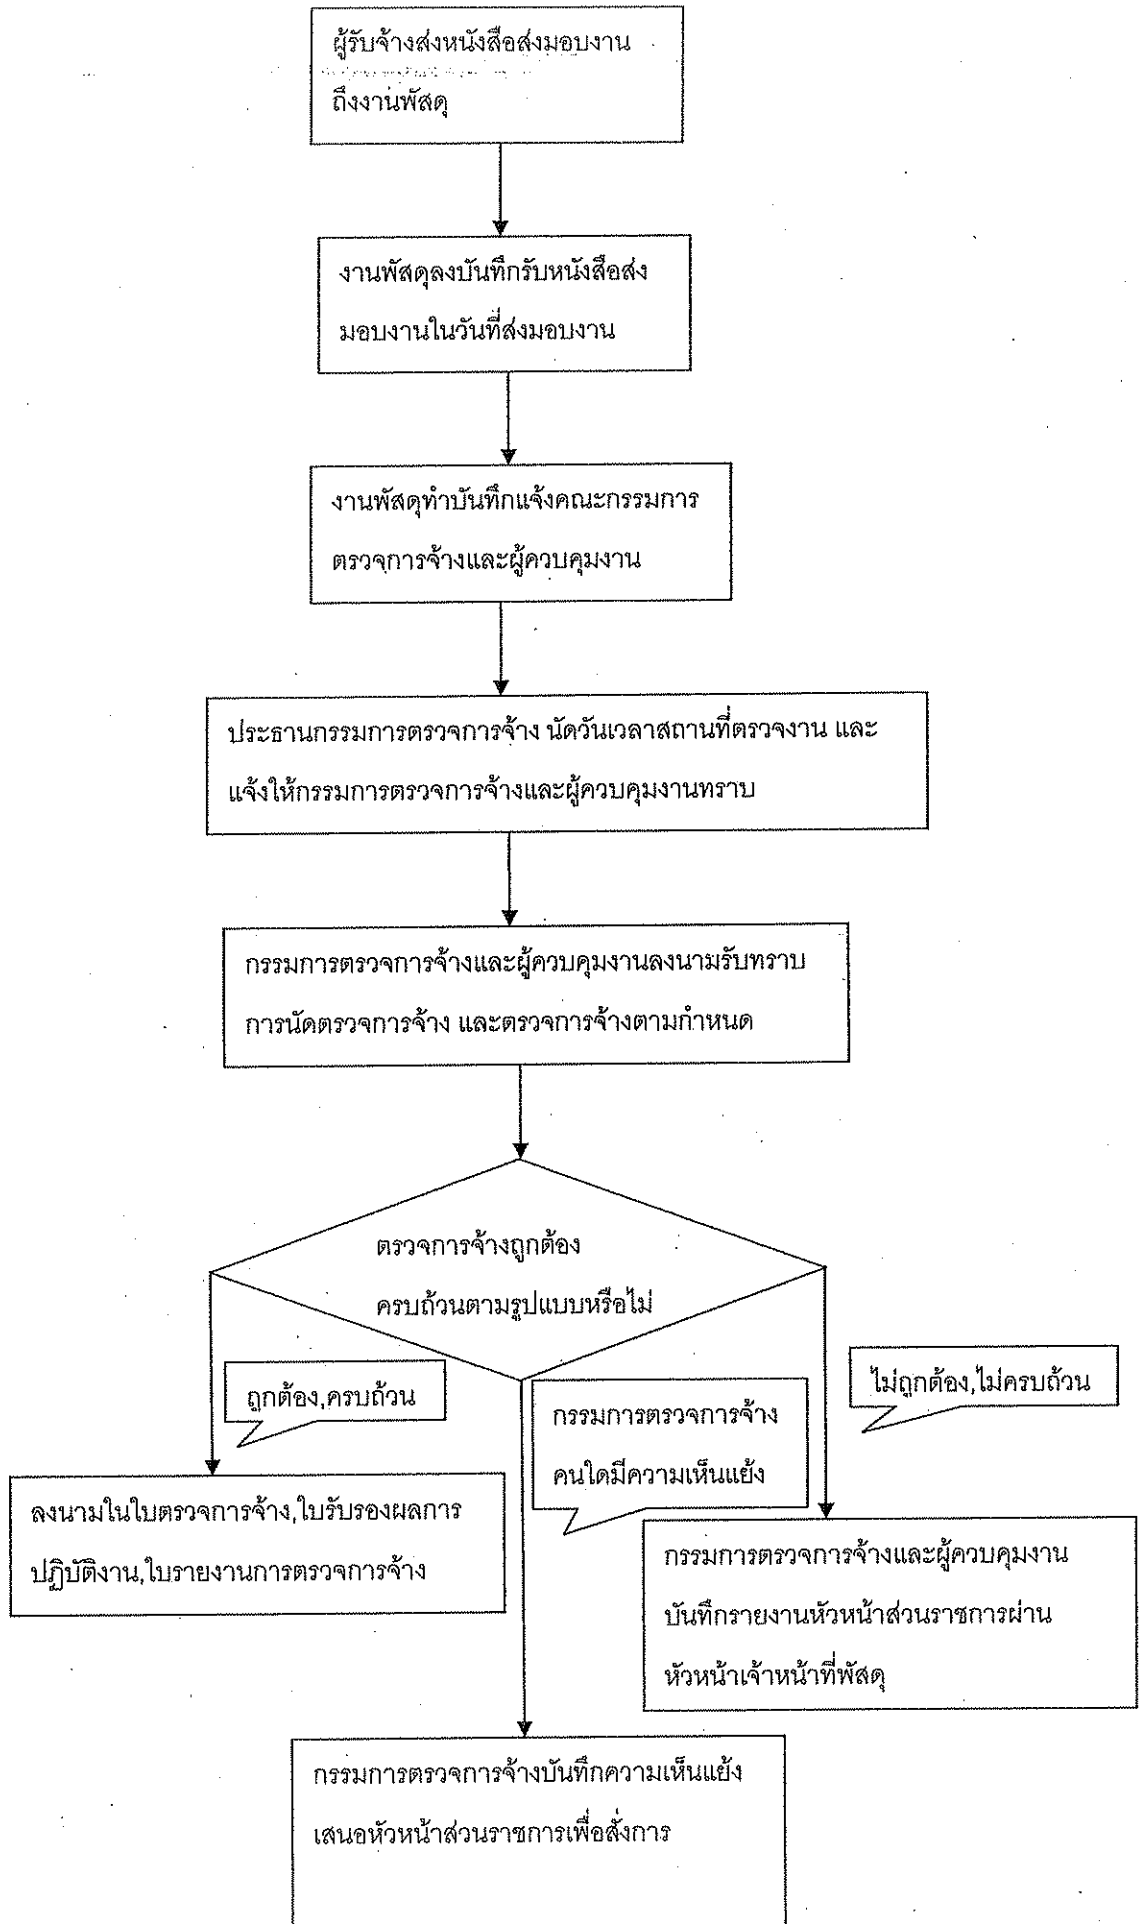 ผู้รับจ้างส่งหนังสือส่งมอบงาน
ถึงงานพัสดุ
งานพัสดุลงบันทึกรับหนังสือส่ง
มอบงานในวันที่ส่งมอบงาน
งานพัสดุทำบันทึกแจ้งคณะกรรมการ
ตรวจการจ้างและผู้ควบคุมงาน
ประธานกรรมการตรวจการจ้าง นัดวันเวลาสถานที่ตรวจงาน และ
แจ้งให้กรรมการตรวจการจ้างและผู้ควบคุมงานทราบ
กรรมการตรวจการจ้างและผู้ควบคุมงานลงนามรับทราบ
การนัดตรวจการจ้าง และตรวจการจ้างตามกำหนด
ตรวจการจ้างถูกต้อง
ครบถ้วนตามรูปแบบหรือไม่
ถูกต้อง,ครบถ้วน
กรรมการตรวจการจ้าง
คนใดมีความเห็นแย้ง
ไม่ถูกต้อง,ไม่ครบถ้วน
ลงนามในใบตรวจการจ้าง,ใบรับรองผลการ
ปฏิบัติงาน,ใบรายงานการตรวจการจ้าง
กรรมการตรวจการจ้างและผู้ควบคุมงาน
บันทึกรายงานหัวหน้าส่วนราชการผ่าน
หัวหน้าเจ้าหน้าที่พัสดุ
กรรมการตรวจการจ้างบันทึกความเห็นแย้ง
เสนอหัวหน้าส่วนราชการเพื่อสั่งการ